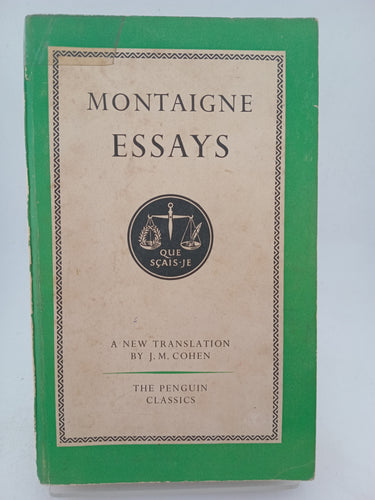 MONTAIGNE
ESSAYS
QUE
SÇAIS-JE
A NEW TRANSLATION
BY J. M. COHEN
THE PENGUIN
CLASSICS